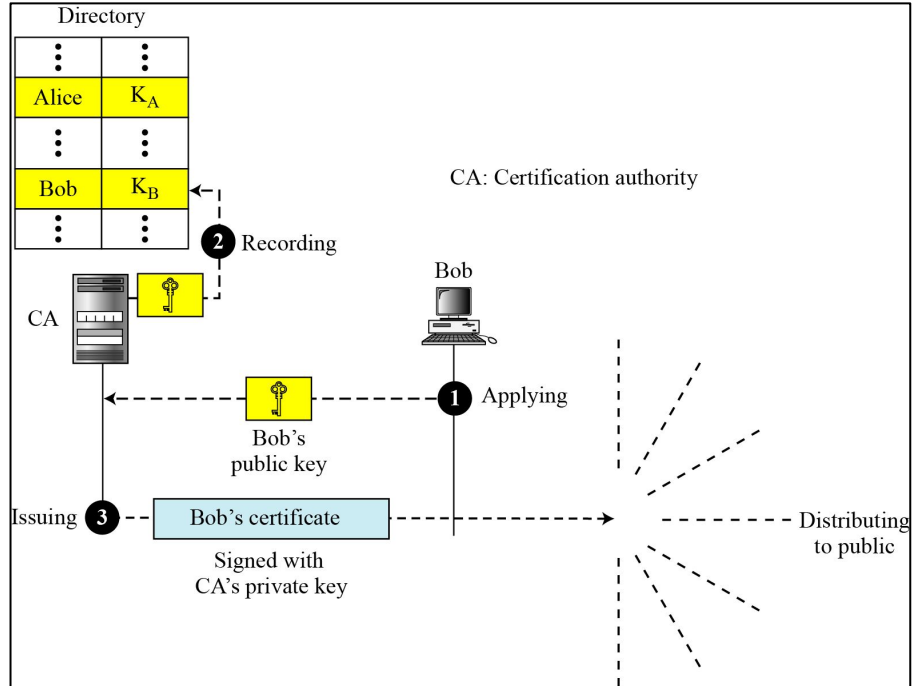 Directory
Alice K_A
Bob K_B
CA: Certification authority
2 Recording
Bob
CA
1 Applying
Bob's
public key
Issuing 3 Bob's certificate
Distributing
to public
Signed with
CA's private key